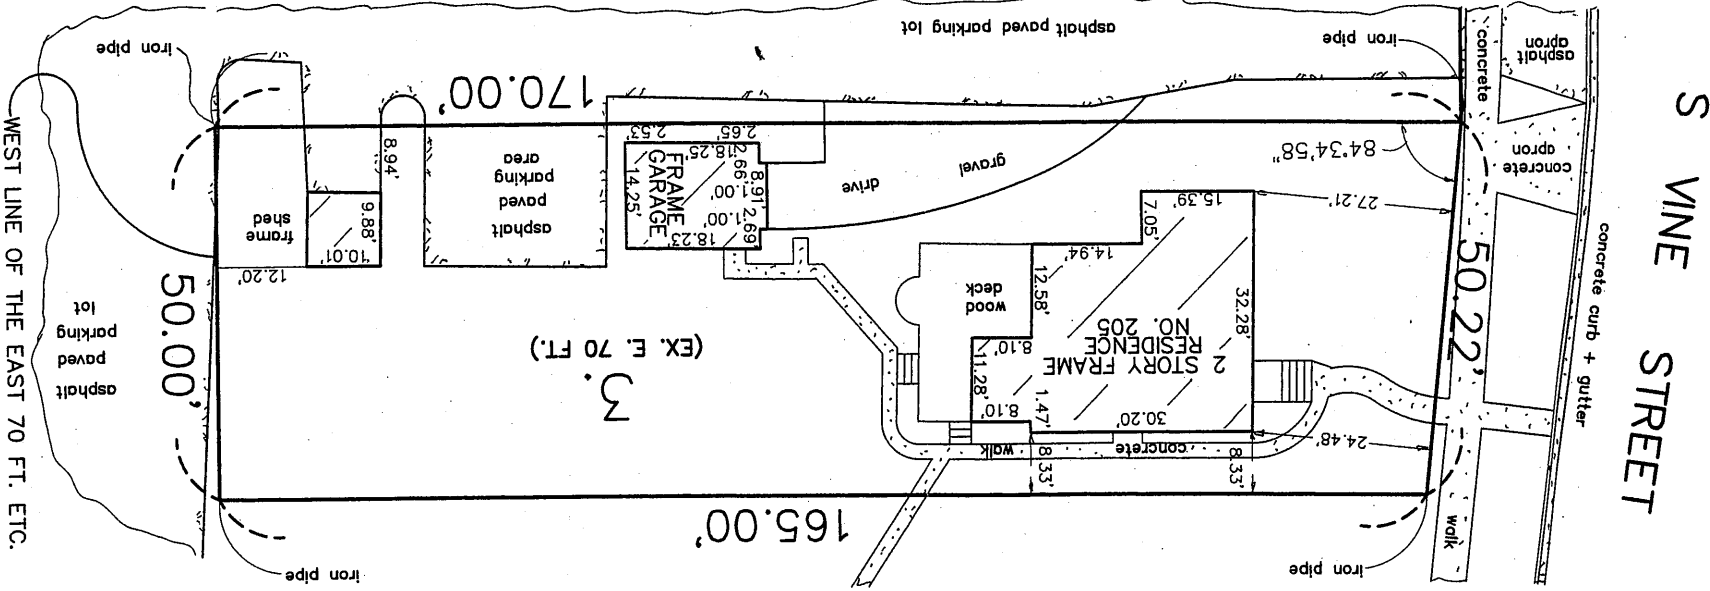 S VINE STREET
asphalt paved parking lot
iron pipe
iron pipe
170.00'
concrete
asphalt
apron
concrete
apron
84°34'58"
concrete curb + gutter
WEST LINE OF THE EAST 70 FT. ETC.
8.94'
asphalt
paved
parking
area
2.53'
2.65'
18.25'
2.66'
8.91'
1.00'
1.00'
2.69'
18.23'
14.25'
FRAME
GARAGE
gravel
drive
27.21'
50.22'
15.39'
7.05'
14.94'
12.58'
32.28'
2 STORY FRAME
RESIDENCE
NO. 205
8.10'
11.28'
8.10'
1.47'
30.20'
wood
deck
frame
shed
9.88'
10.01'
12.20'
50.00'
asphalt
paved
parking
lot
3.
(EX. E. 70 FT.)
24.48'
concrete
walk
8.33'
8.33'
165.00'
walk
iron pipe
iron pipe